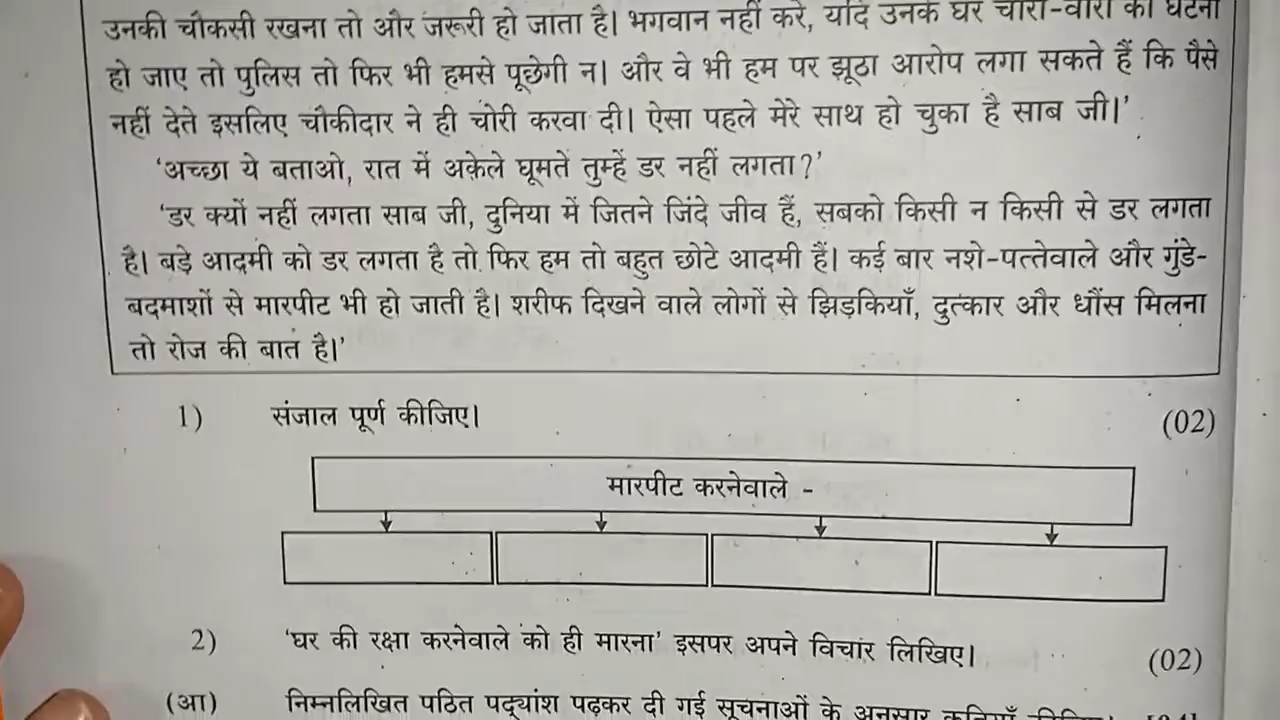 उनकी चौकसी रखना तो और जरूरी हो जाता है। भगवान नहीं करे, यदि उनके घर चोरी-वोरी की घटना
हो जाए तो पुलिस तो फिर भी हमसे पूछेगी न। और वे भी हम पर झूठा आरोप लगा सकते हैं कि पैसे
नहीं देते इसलिए चौकीदार ने ही चोरी करवा दी। ऐसा पहले मेरे साथ हो चुका है साब जी।’
‘अच्छा ये बताओ, रात में अकेले घूमते तुम्हें डर नहीं लगता?’
‘डर क्यों नहीं लगता साब जी, दुनिया में जितने जिंदे जीव हैं, सबको किसी न किसी से डर लगता
है। बड़े आदमी को डर लगता है तो फिर हम तो बहुत छोटे आदमी हैं। कई बार नशे-पत्तेवाले और गुंडे-
बदमाशों से मारपीट भी हो जाती है। शरीफ दिखने वाले लोगों से झिड़कियाँ, दुत्कार और धौंस मिलना
तो रोज की बात है।’
1) संजाल पूर्ण कीजिए। (02)
मारपीट करनेवाले -
2) ‘घर की रक्षा करनेवाले को ही मारना’ इसपर अपने विचार लिखिए। (02)
(आ) निम्नलिखित पठित पद्यांश पढ़कर दी गई सूचनाओं के अनुसार कृतियाँ कीजिए। [04]